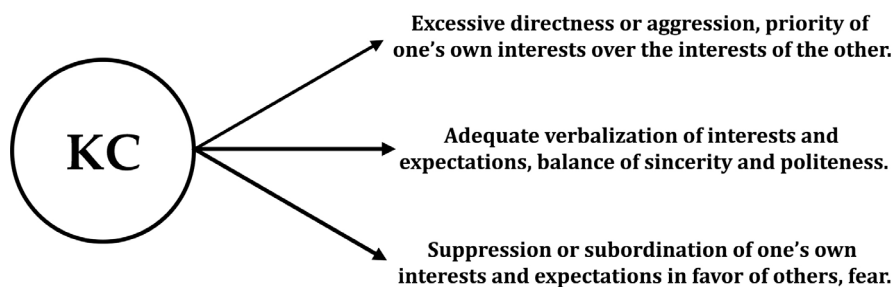 KC
Excessive directness or aggression, priority of
one's own interests over the interests of the other.
Adequate verbalization of interests and
expectations, balance of sincerity and politeness.
Suppression or subordination of one's own
interests and expectations in favor of others, fear.